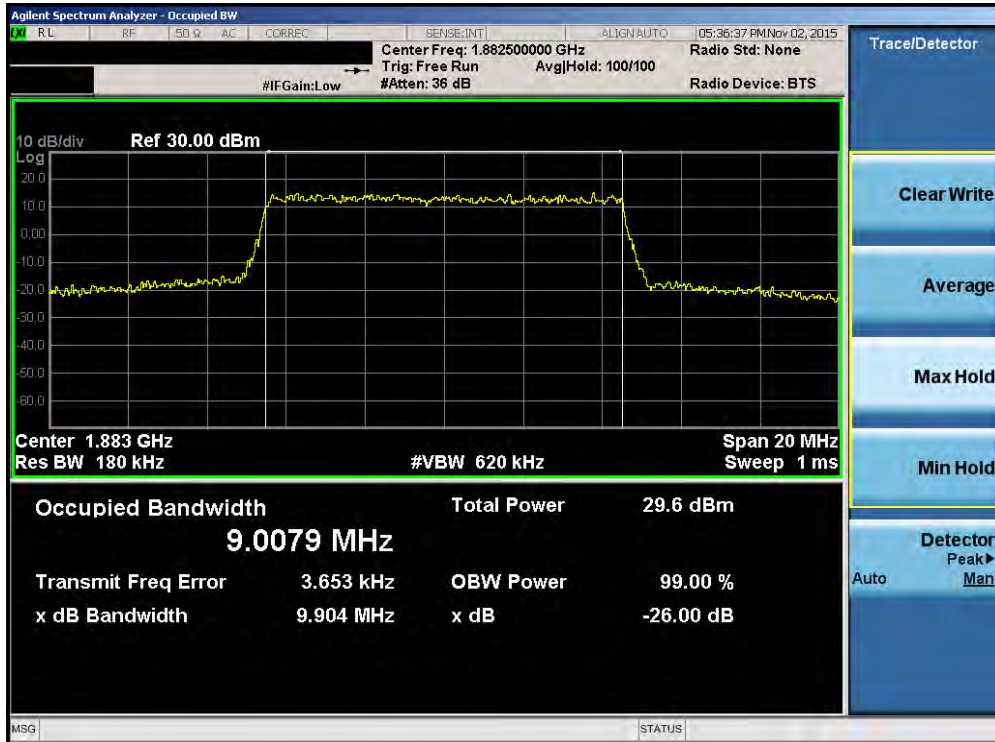 Agilent Spectrum Analyzer - Occupied BW
LXI RL RF 50 Ω AC CORREC SENSE:INT ALIGN AUTO 05:36:37 PM Nov 02, 2015
Center Freq: 1.882500000 GHz Radio Std: None
Trig: Free Run Avg|Hold: 100/100
#IFGain:Low #Atten: 36 dB Radio Device: BTS
10 dB/div Ref 30.00 dBm
Log
20.0
10.0
0.00
-10.0
-20.0
-30.0
-40.0
-50.0
-60.0
Center 1.883 GHz Span 20 MHz
Res BW 180 kHz #VBW 620 kHz Sweep 1 ms
Occupied Bandwidth Total Power 29.6 dBm
9.0079 MHz
Transmit Freq Error 3.653 kHz OBW Power 99.00 %
x dB Bandwidth 9.904 MHz x dB -26.00 dB
MSG STATUS
Trace/Detector
Clear Write
Average
Max Hold
Min Hold
Detector
Peak▶
Auto Man